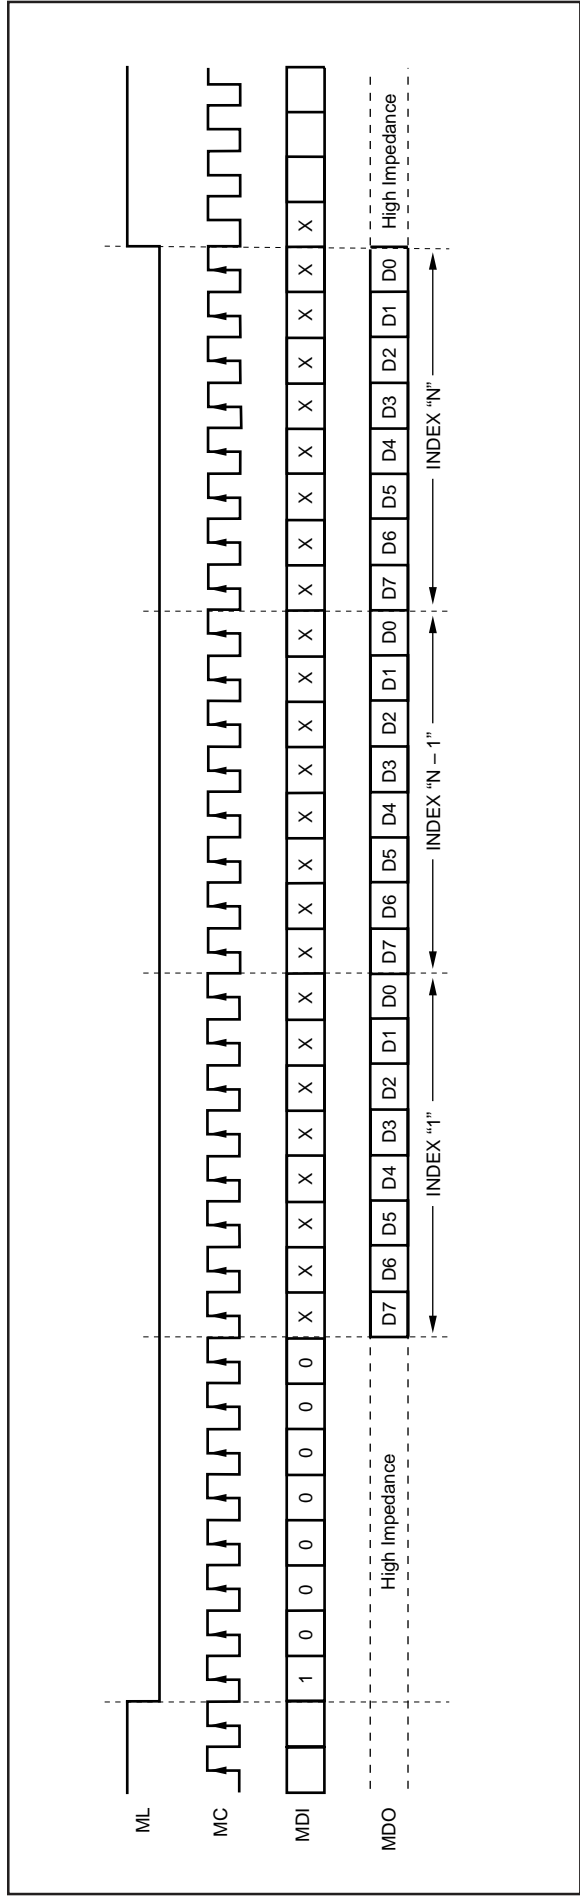 ML
MC
MDI 1 0 0 0 0 0 0 0 X X X X X X X X X X X X X X X X X X X X X X X X X
MDO High Impedance D7 D6 D5 D4 D3 D2 D1 D0 D7 D6 D5 D4 D3 D2 D1 D0 D7 D6 D5 D4 D3 D2 D1 D0 High Impedance
INDEX “1” INDEX “N – 1” INDEX “N”